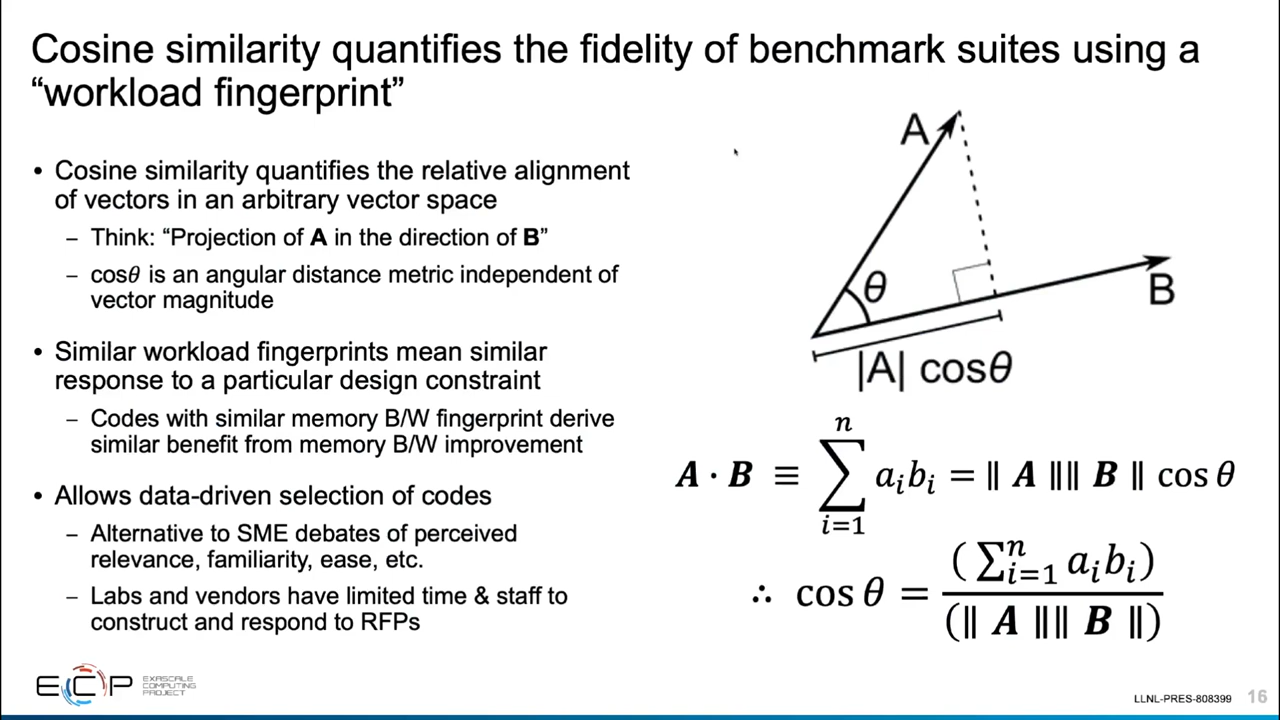 Cosine similarity quantifies the fidelity of benchmark suites using a
“workload fingerprint”
• Cosine similarity quantifies the relative alignment
of vectors in an arbitrary vector space
– Think: “Projection of A in the direction of B”
– cosθ is an angular distance metric independent of
vector magnitude
• Similar workload fingerprints mean similar
response to a particular design constraint
– Codes with similar memory B/W fingerprint derive
similar benefit from memory B/W improvement
• Allows data-driven selection of codes
– Alternative to SME debates of perceived
relevance, familiarity, ease, etc.
– Labs and vendors have limited time & staff to
construct and respond to RFPs
A
θ
B
|A| cosθ
A · B ≡ ∑_{i=1}^{n} a_i b_i = ‖ A ‖‖ B ‖ cos θ
∴ cos θ = (∑_{i=1}^{n} a_i b_i) / (‖ A ‖‖ B ‖)
ECP
EXASCALE
COMPUTING
PROJECT
LLNL-PRES-808399 16